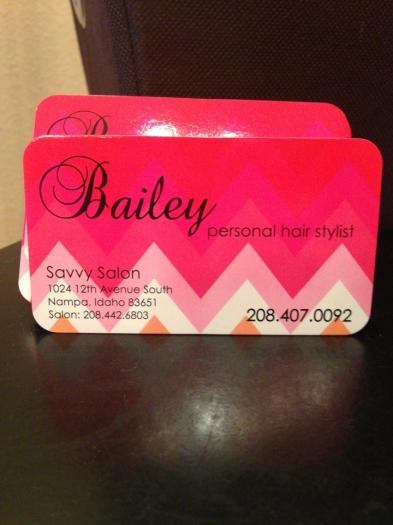 Bailey
personal hair stylist
Savvy Salon
1024 12th Avenue South
Nampa, Idaho 83651
Salon: 208.442.6803
208.407.0092